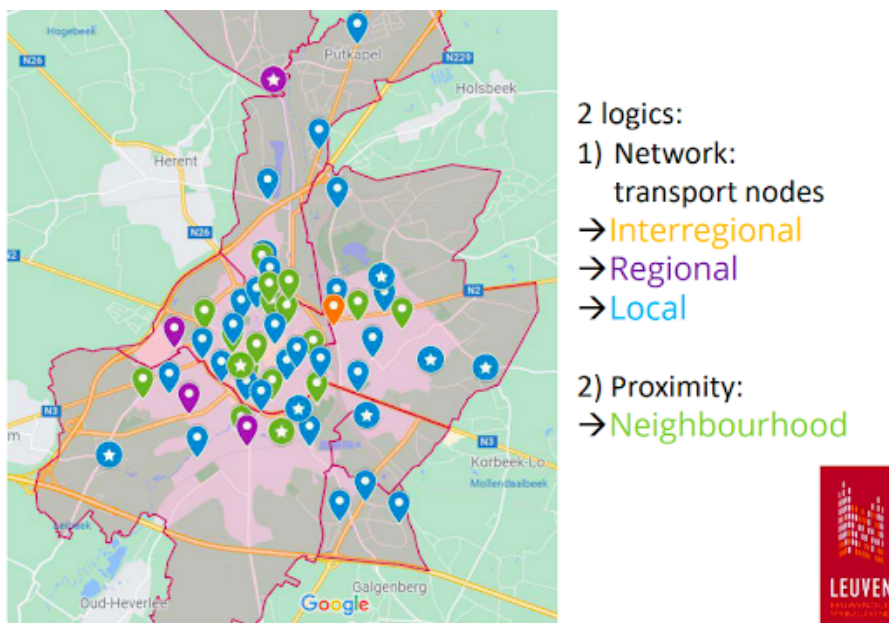 Hogebeek
N26
Putkapel
N229
Holsbeek
Herent
N26
N2
N3
N3
Korbeek-Lo
Mollendaalbeek
Oud-Heverlee
Galgenberg
Google
2 logics:
1) Network:
transport nodes
→Interregional
→Regional
→Local
2) Proximity:
→Neighbourhood
LEUVEN